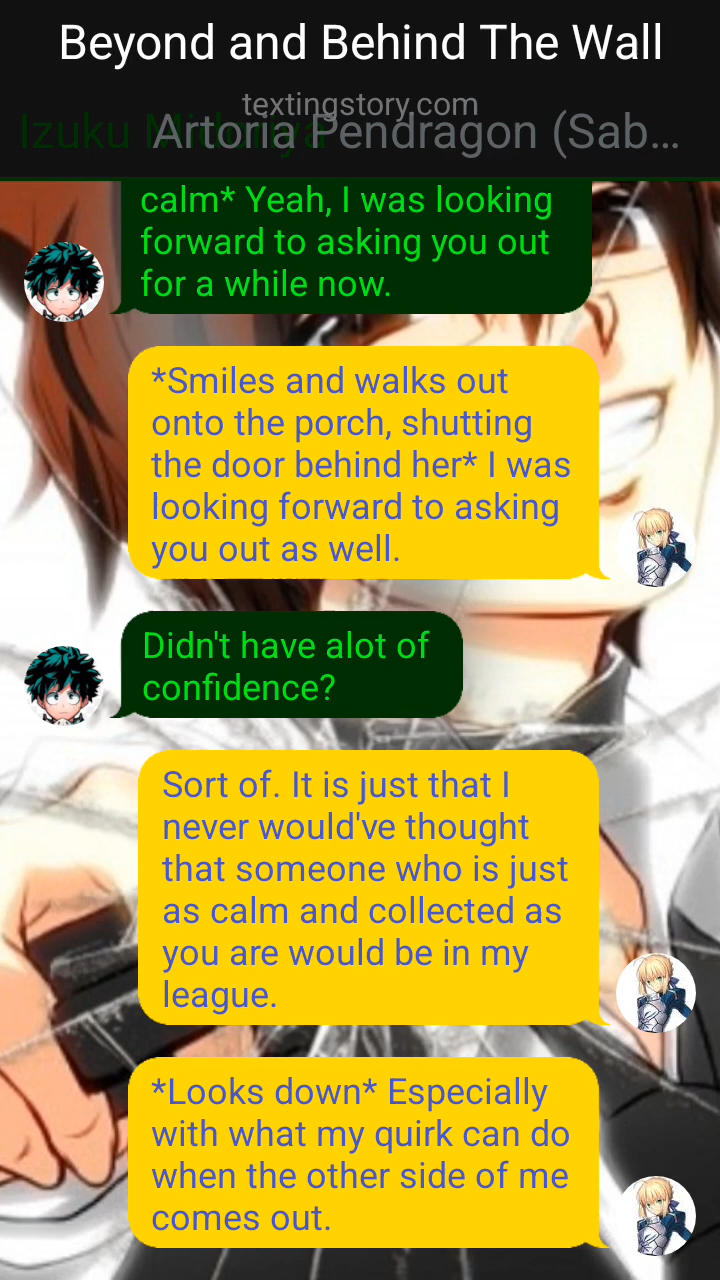 Beyond and Behind The Wall
textingstory.com
Izuku Midoriya
Artoria Pendragon (Sab...
calm* Yeah, I was looking
forward to asking you out
for a while now.
*Smiles and walks out
onto the porch, shutting
the door behind her* I was
looking forward to asking
you out as well.
Didn't have alot of
confidence?
Sort of. It is just that I
never would've thought
that someone who is just
as calm and collected as
you are would be in my
league.
*Looks down* Especially
with what my quirk can do
when the other side of me
comes out.